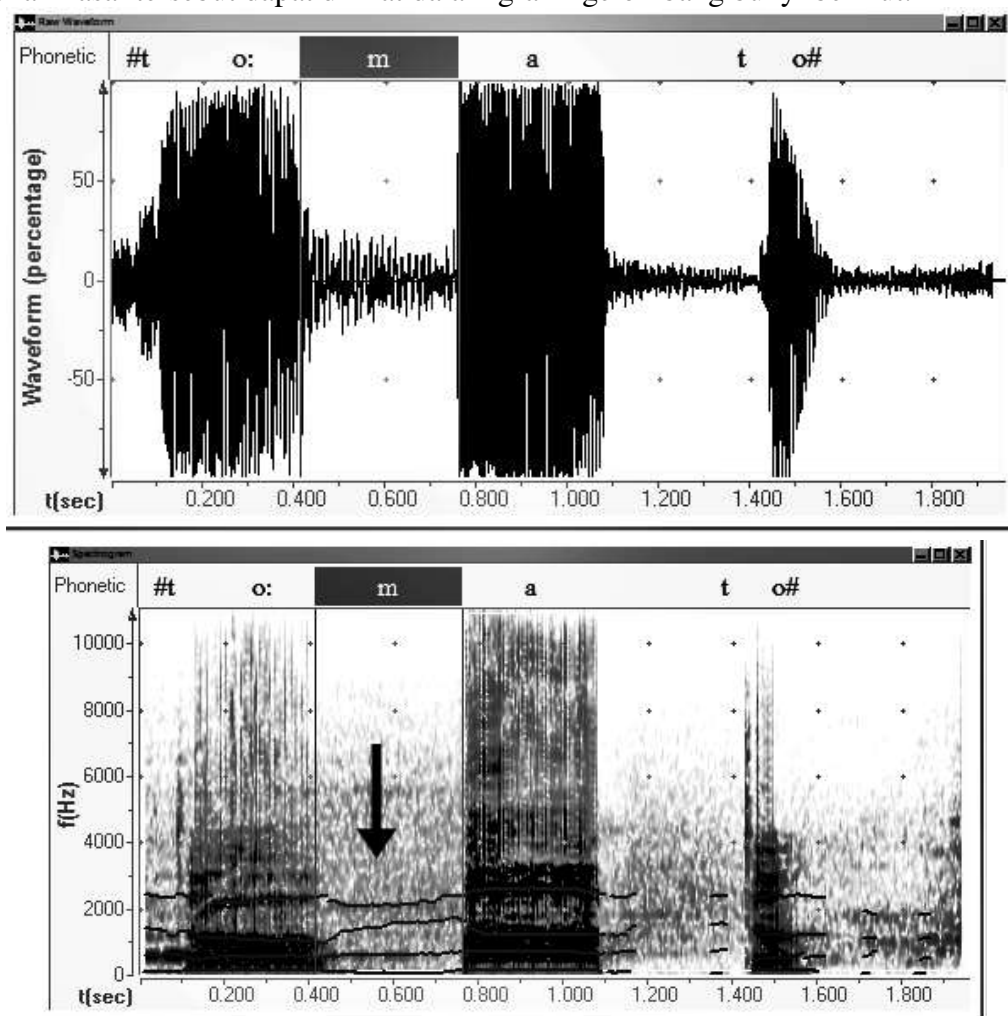 Raw Waveform
Phonetic #t o: m a t o#
Waveform (percentage)
50
0
-50
t(sec) 0.200 0.400 0.600 0.800 1.000 1.200 1.400 1.600 1.800
Spectrogram
Phonetic #t o: m a t o#
f(Hz)
10000
8000
6000
4000
2000
0
t(sec) 0.200 0.400 0.600 0.800 1.000 1.200 1.400 1.600 1.800